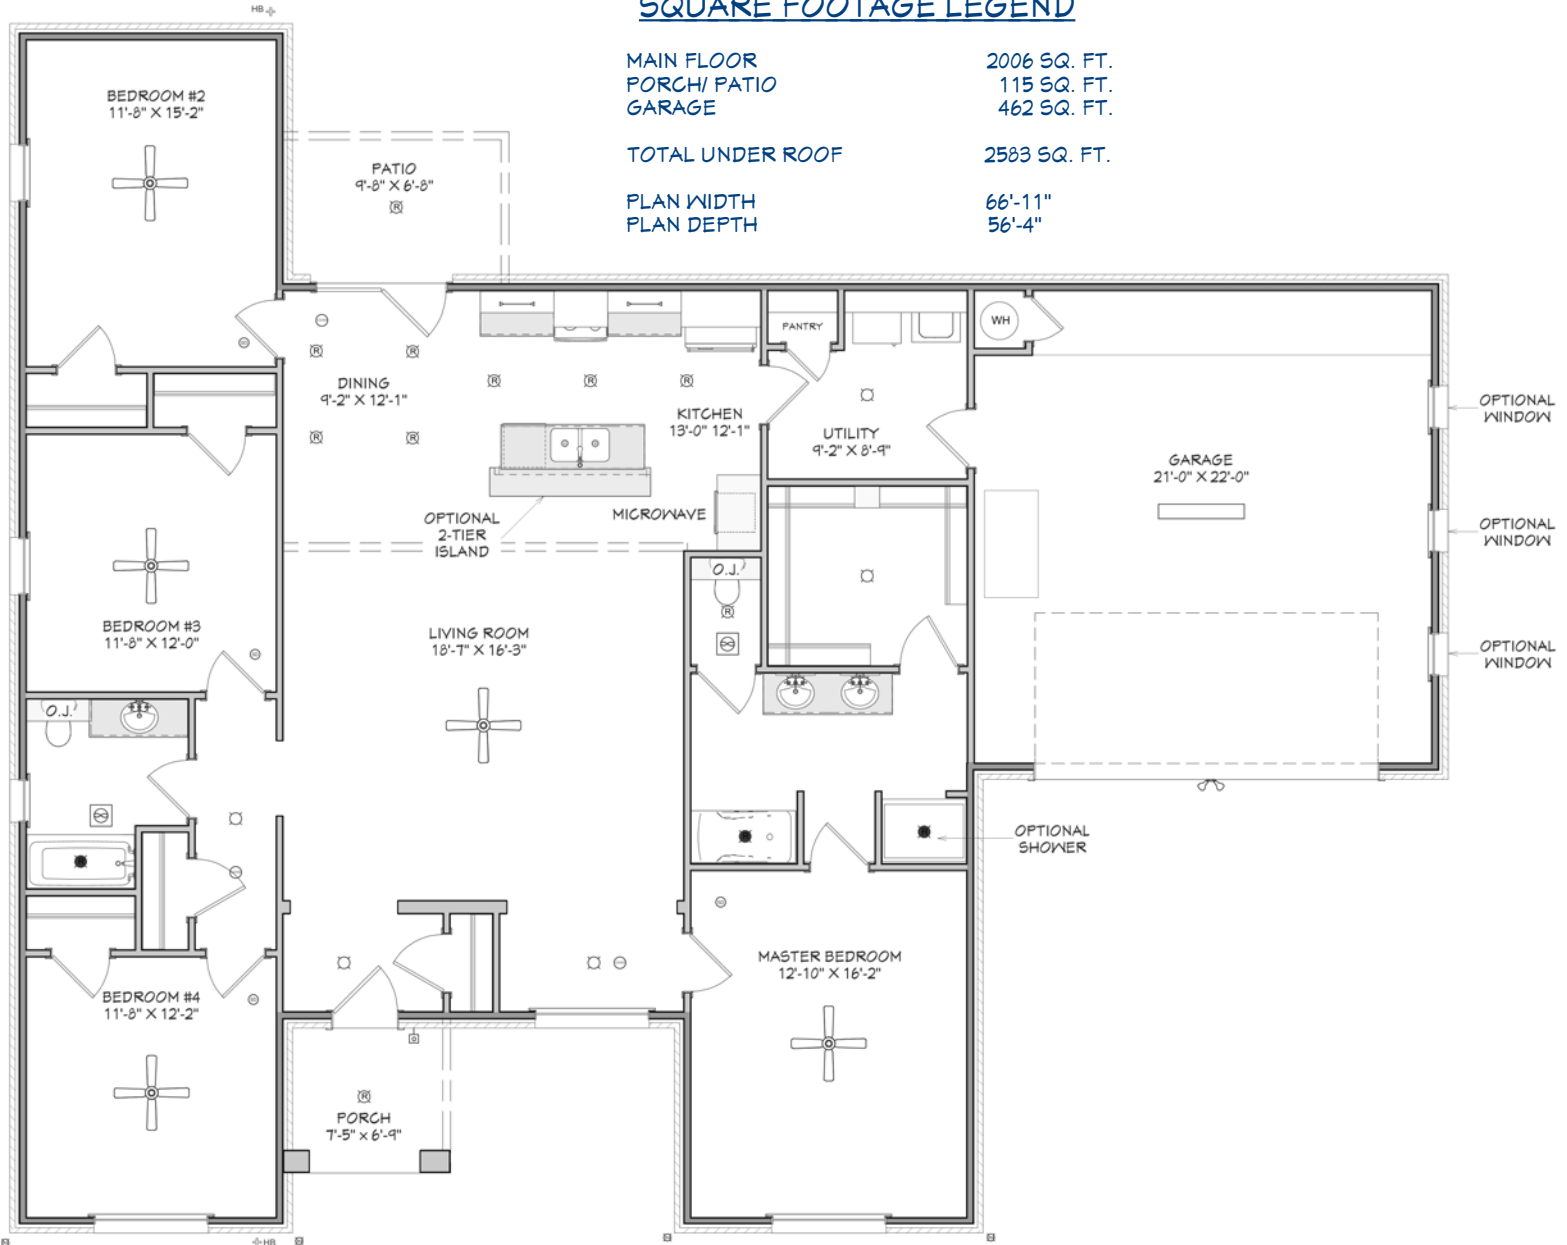 SQUARE FOOTAGE LEGEND
MAIN FLOOR 2006 SQ. FT.
PORCH/ PATIO 115 SQ. FT.
GARAGE 462 SQ. FT.
TOTAL UNDER ROOF 2583 SQ. FT.
PLAN WIDTH 66'-11"
PLAN DEPTH 56'-4"
HB
BEDROOM #2
11'-8" X 15'-2"
PATIO
9'-8" X 6'-8"
R
WH
PANTRY
R
R
DINING
9'-2" X 12'-1"
R
R
R
KITCHEN
13'-0" 12'-1"
R
R
UTILITY
9'-2" X 8'-9"
GARAGE
21'-0" X 22'-0"
OPTIONAL
WINDOW
OPTIONAL
WINDOW
OPTIONAL
WINDOW
OPTIONAL
2-TIER
ISLAND
MICROWAVE
O.J.
R
BEDROOM #3
11'-8" X 12'-0"
LIVING ROOM
18'-7" X 16'-3"
O.J.
OPTIONAL
SHOWER
MASTER BEDROOM
12'-10" X 16'-2"
BEDROOM #4
11'-8" X 12'-2"
R
PORCH
7'-5" X 6'-9"
HB